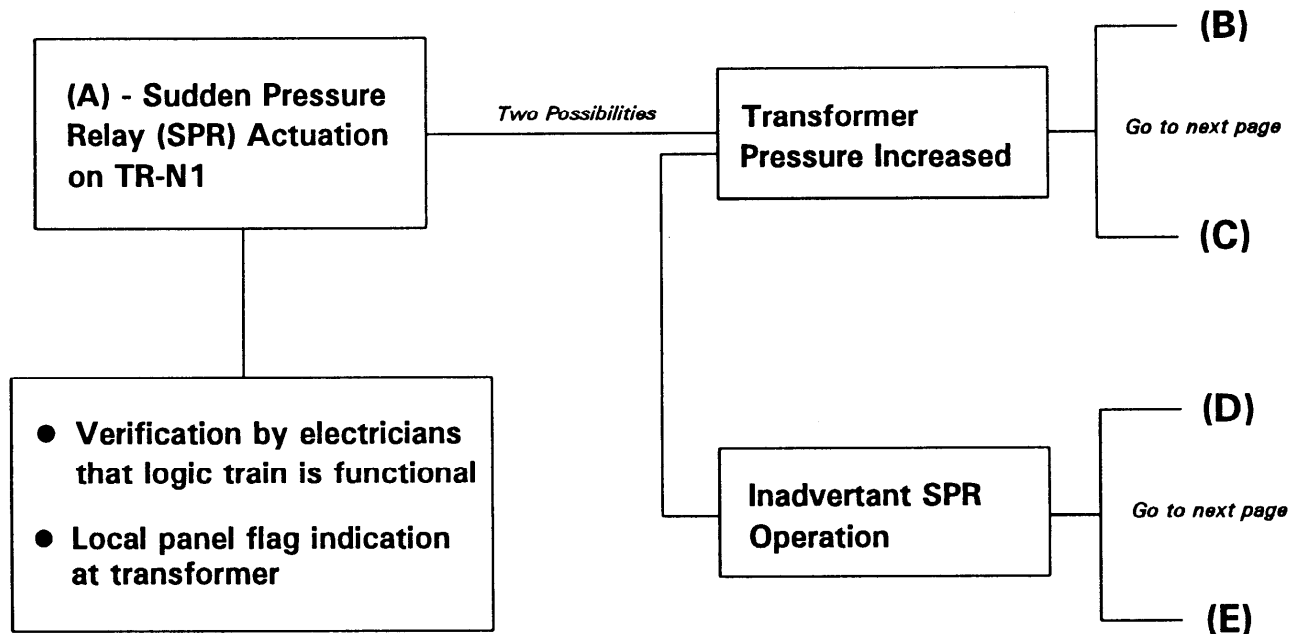 (A) - Sudden Pressure
Relay (SPR) Actuation
on TR-N1
Two Possibilities
Transformer
Pressure Increased
(B)
Go to next page
(C)
● Verification by electricians
that logic train is functional
● Local panel flag indication
at transformer
Inadvertant SPR
Operation
(D)
Go to next page
(E)